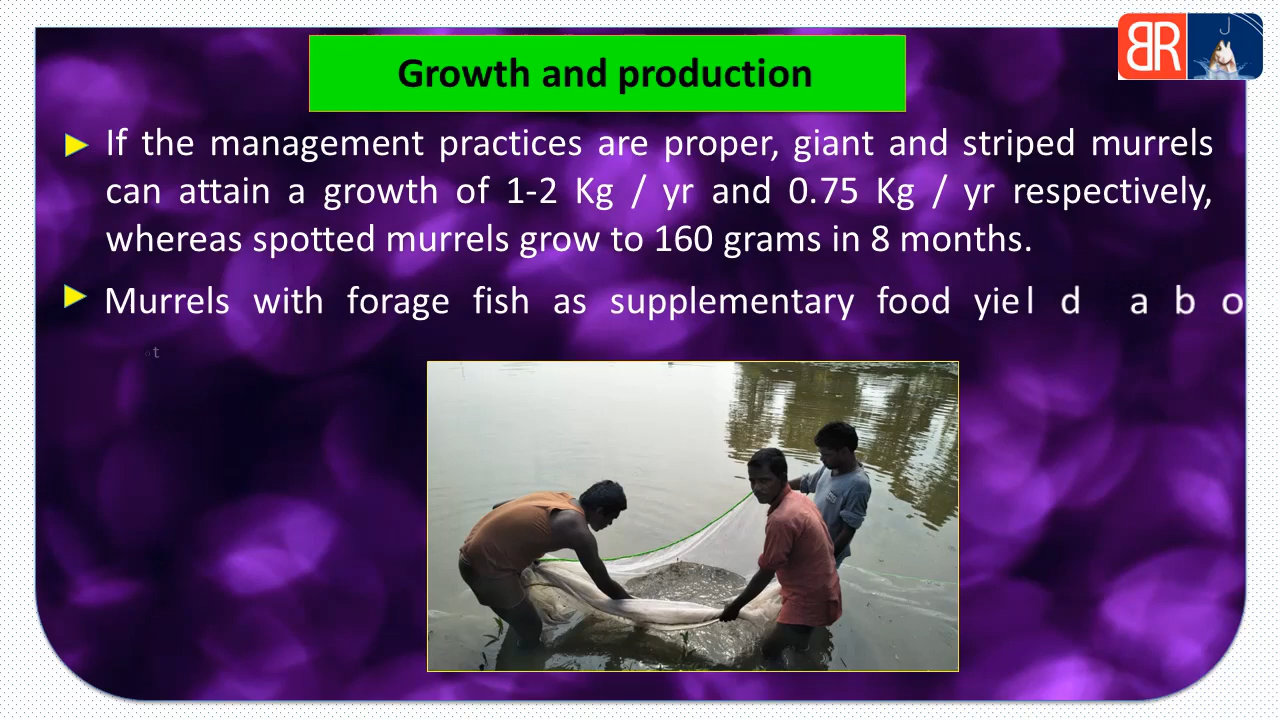 BR
Growth and production
If the management practices are proper, giant and striped murrels
can attain a growth of 1-2 Kg / yr and 0.75 Kg / yr respectively,
whereas spotted murrels grow to 160 grams in 8 months.
Murrels with forage fish as supplementary food yield